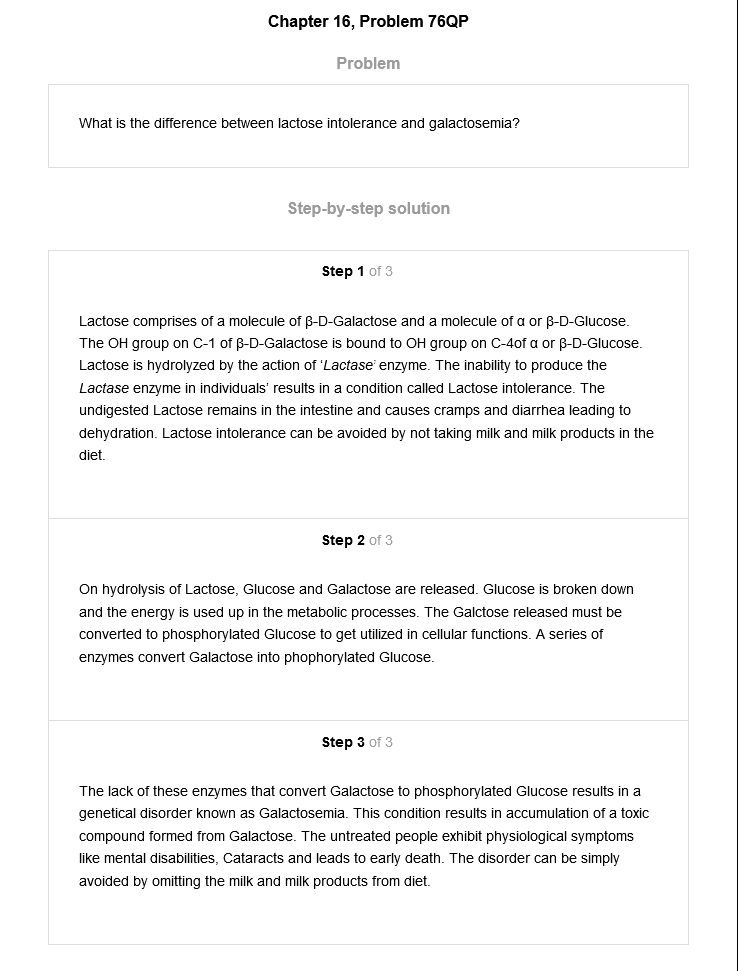 Chapter 16, Problem 76QP
Problem
What is the difference between lactose intolerance and galactosemia?
Step-by-step solution
Step 1 of 3
Lactose comprises of a molecule of β-D-Galactose and a molecule of α or β-D-Glucose.
The OH group on C-1 of β-D-Galactose is bound to OH group on C-4of α or β-D-Glucose.
Lactose is hydrolyzed by the action of ‘Lactase’ enzyme. The inability to produce the
Lactase enzyme in individuals’ results in a condition called Lactose intolerance. The
undigested Lactose remains in the intestine and causes cramps and diarrhea leading to
dehydration. Lactose intolerance can be avoided by not taking milk and milk products in the
diet.
Step 2 of 3
On hydrolysis of Lactose, Glucose and Galactose are released. Glucose is broken down
and the energy is used up in the metabolic processes. The Galctose released must be
converted to phosphorylated Glucose to get utilized in cellular functions. A series of
enzymes convert Galactose into phophorylated Glucose.
Step 3 of 3
The lack of these enzymes that convert Galactose to phosphorylated Glucose results in a
genetical disorder known as Galactosemia. This condition results in accumulation of a toxic
compound formed from Galactose. The untreated people exhibit physiological symptoms
like mental disabilities, Cataracts and leads to early death. The disorder can be simply
avoided by omitting the milk and milk products from diet.